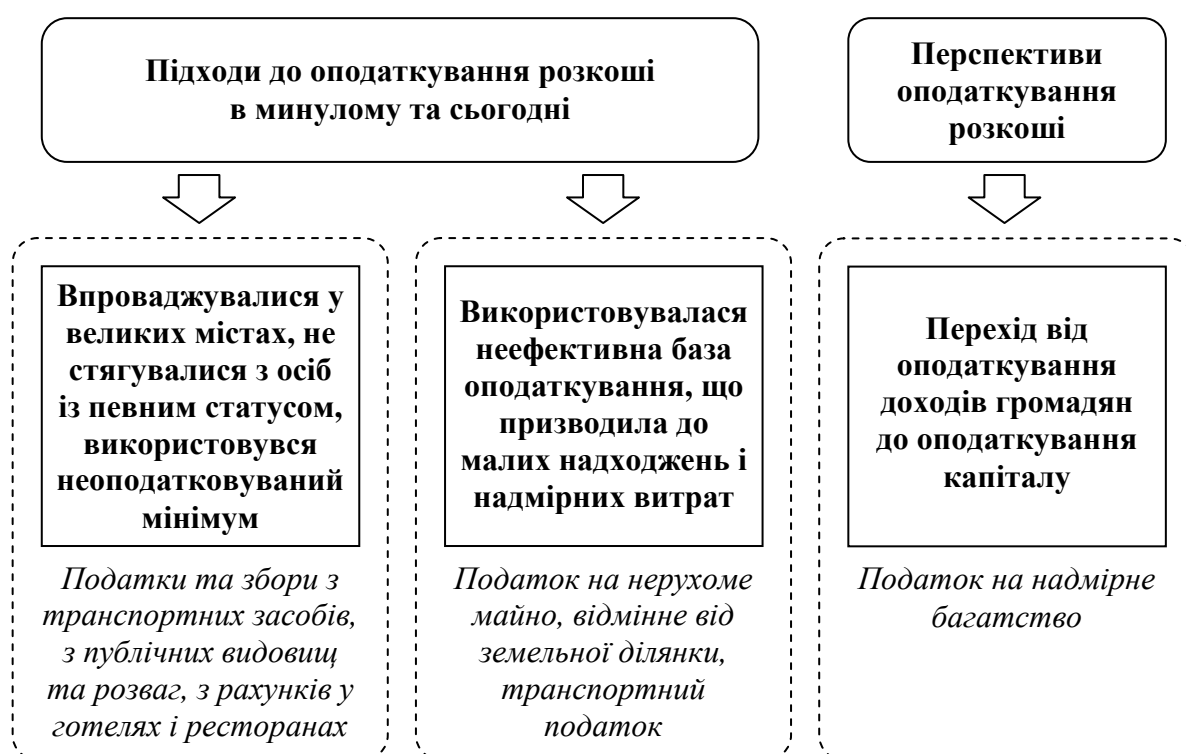 Підходи до оподаткування розкоші
в минулому та сьогодні
Перспективи
оподаткування
розкоші
Впроваджувалися у
великих містах, не
стягувалися з осіб
із певним статусом,
використовувся
неоподатковуваний
мінімум
Податки та збори з
транспортних засобів,
з публічних видовищ
та розваг, з рахунків у
готелях і ресторанах
Використовувалася
неефективна база
оподаткування, що
призводила до
малих надходжень і
надмірних витрат
Податок на нерухоме
майно, відмінне від
земельної ділянки,
транспортний
податок
Перехід від
оподаткування
доходів громадян
до оподаткування
капіталу
Податок на надмірне
багатство